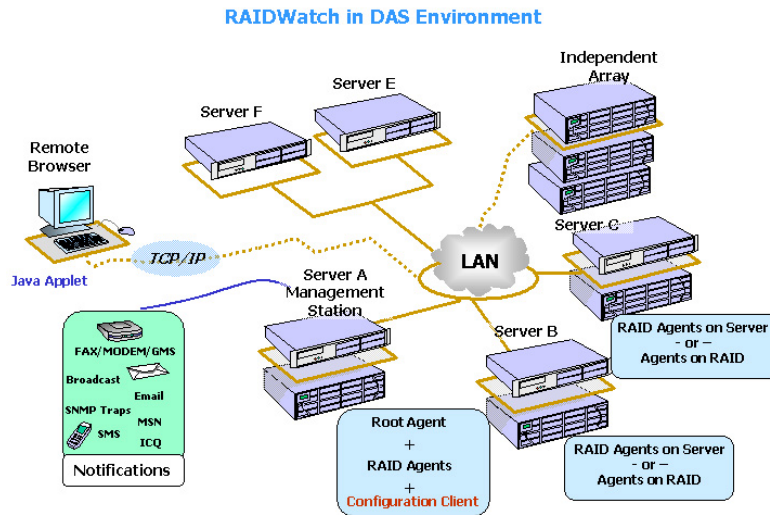 RAIDWatch in DAS Environment
Independent
Array
Server E
Server F
Remote
Browser
TCP/IP
Java Applet
LAN
Server C
Server A
Management
Station
Server B
RAID Agents on Server
- or –
Agents on RAID
FAX/MODEM/GMS
Broadcast
Email
SNMP Traps
MSN
SMS
ICQ
Notifications
Root Agent
+
RAID Agents
+
Configuration Client
RAID Agents on Server
- or –
Agents on RAID